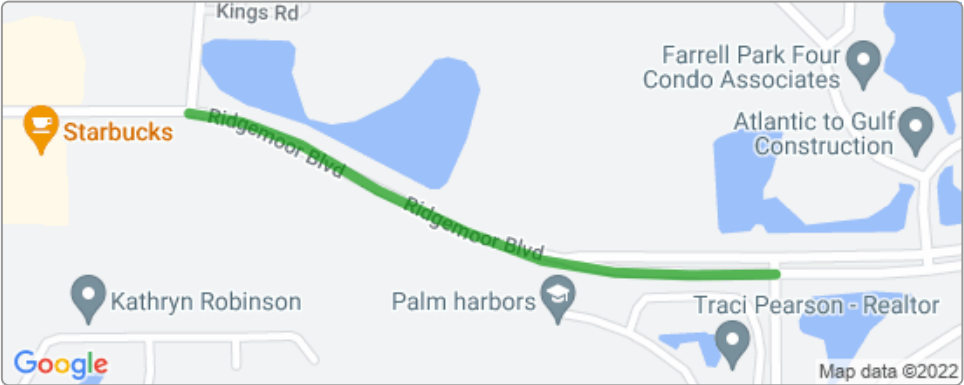 Kings Rd
Farrell Park Four
Condo Associates
Starbucks
Ridgemoor Blvd
Atlantic to Gulf
Construction
Ridgemoor Blvd
Kathryn Robinson
Palm harbors
Traci Pearson - Realtor
Google
Map data ©2022